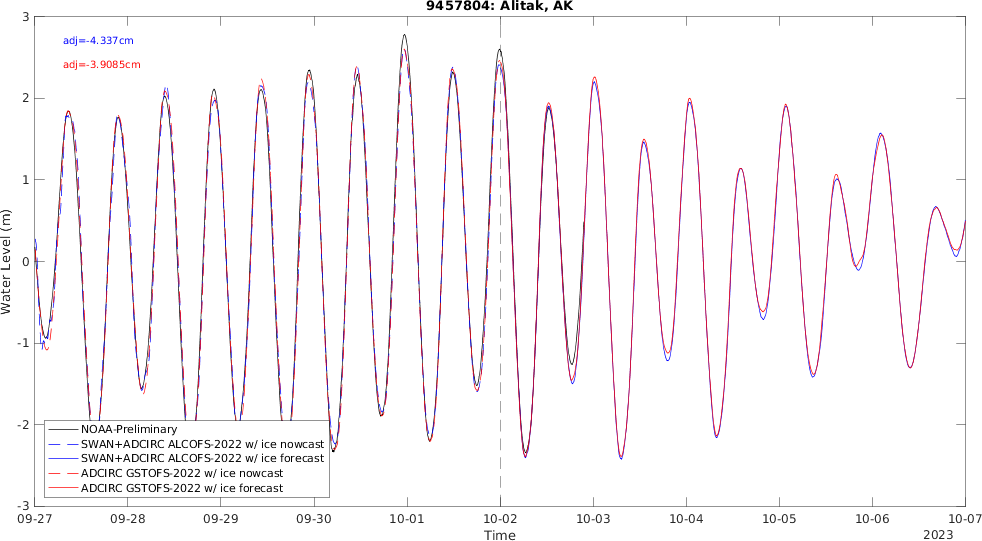 9457804: Alitak, AK
adj=-4.337cm
adj=-3.9085cm
3
2
1
0
-1
-2
-3
Water Level (m)
NOAA-Preliminary
SWAN+ADCIRC ALCOFS-2022 w/ ice nowcast
SWAN+ADCIRC ALCOFS-2022 w/ ice forecast
ADCIRC GSTOFS-2022 w/ ice nowcast
ADCIRC GSTOFS-2022 w/ ice forecast
09-27 09-28 09-29 09-30 10-01 10-02 10-03 10-04 10-05 10-06 10-07
Time
2023